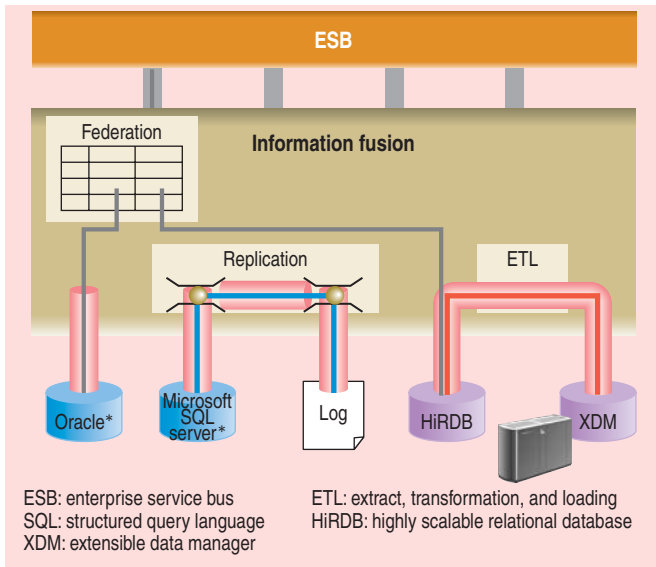 ESB
Federation
Information fusion
Replication
ETL
Oracle*
Microsoft
SQL
server*
Log
HiRDB
XDM
ESB: enterprise service bus
SQL: structured query language
XDM: extensible data manager
ETL: extract, transformation, and loading
HiRDB: highly scalable relational database